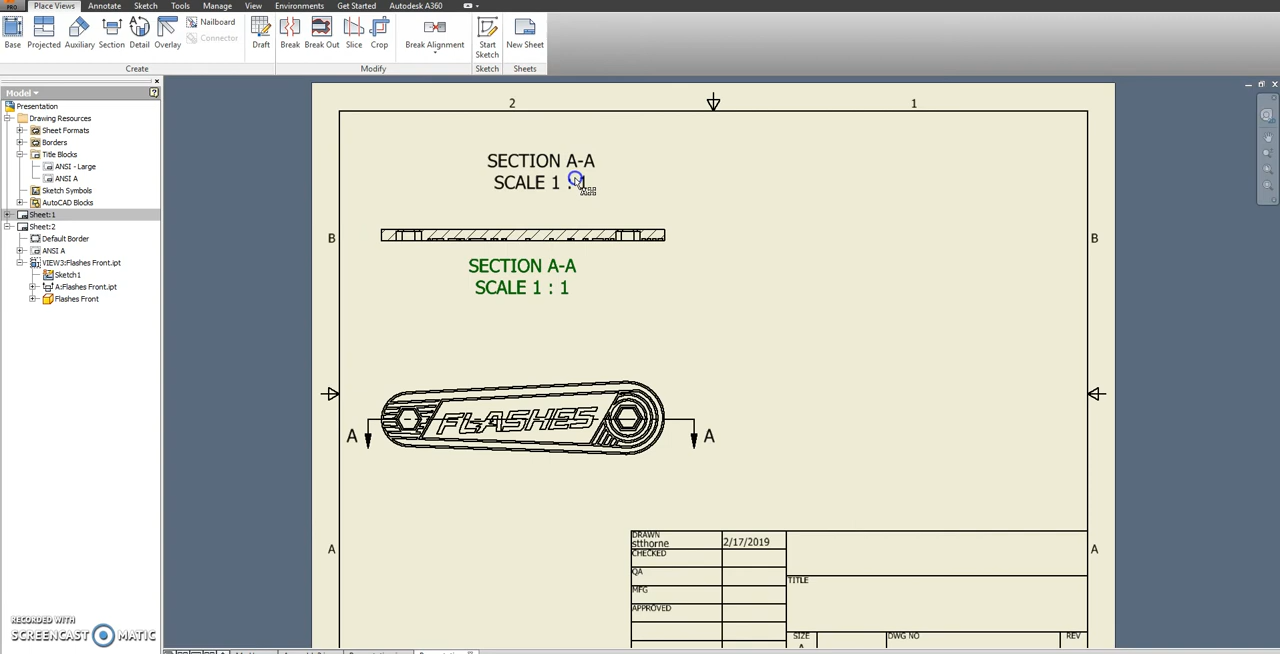 PRO
Place Views Annotate Sketch Tools Manage View Environments Get Started Autodesk A360
Base Projected Auxiliary Section Detail Overlay
Nailboard
Connector
Draft Break Break Out Slice Crop
Break Alignment
Start
Sketch
New Sheet
Create Modify Sketch Sheets
Model
Presentation
Drawing Resources
Sheet Formats
Borders
Title Blocks
ANSI - Large
ANSI A
Sketch Symbols
AutoCAD Blocks
Sheet:1
Sheet:2
Default Border
ANSI A
VIEW3:Flashes Front.ipt
Sketch1
A:Flashes Front.ipt
Flashes Front
2 1
SECTION A-A
SCALE 1 : 1
B B
SECTION A-A
SCALE 1 : 1
FLASHES
A A
A A
DRAWN
stthorne 2/17/2019
CHECKED
QA
MFG
APPROVED
TITLE
SIZE
A
DWG NO
REV
RECORDED WITH
SCREENCAST MATIC